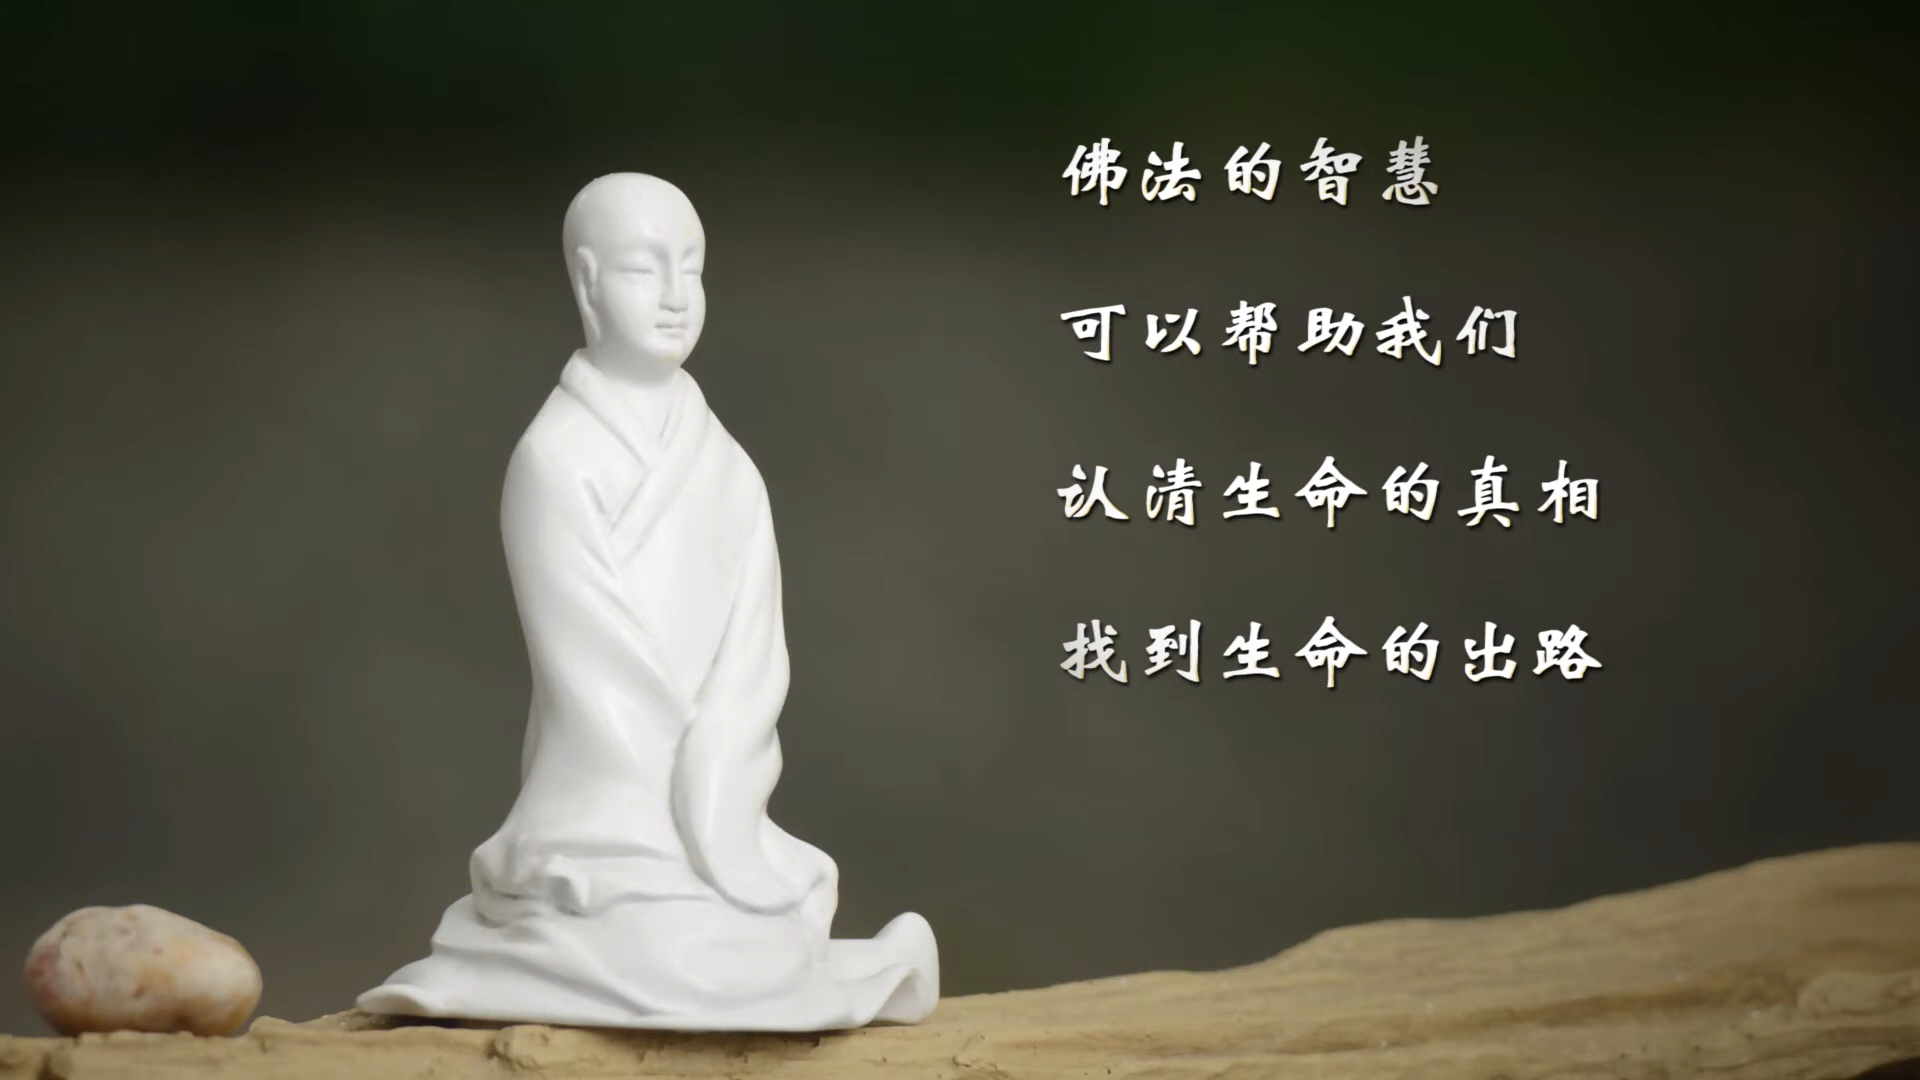 佛法的智慧
可以帮助我们
认清生命的真相
找到生命的出路